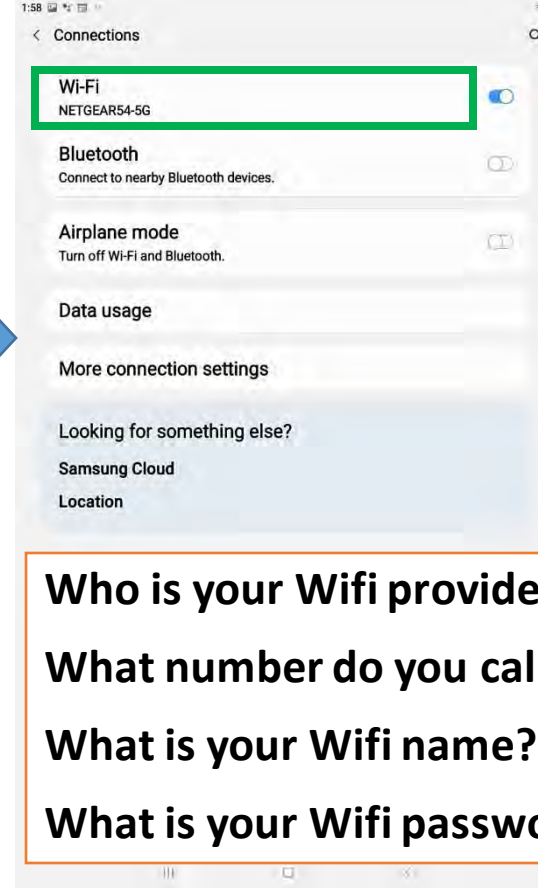 1:58
Connections
Wi-Fi
NETGEAR54-5G
Bluetooth
Connect to nearby Bluetooth devices.
Airplane mode
Turn off Wi-Fi and Bluetooth.
Data usage
More connection settings
Looking for something else?
Samsung Cloud
Location
Who is your Wifi provide
What number do you cal
What is your Wifi name?
What is your Wifi passw